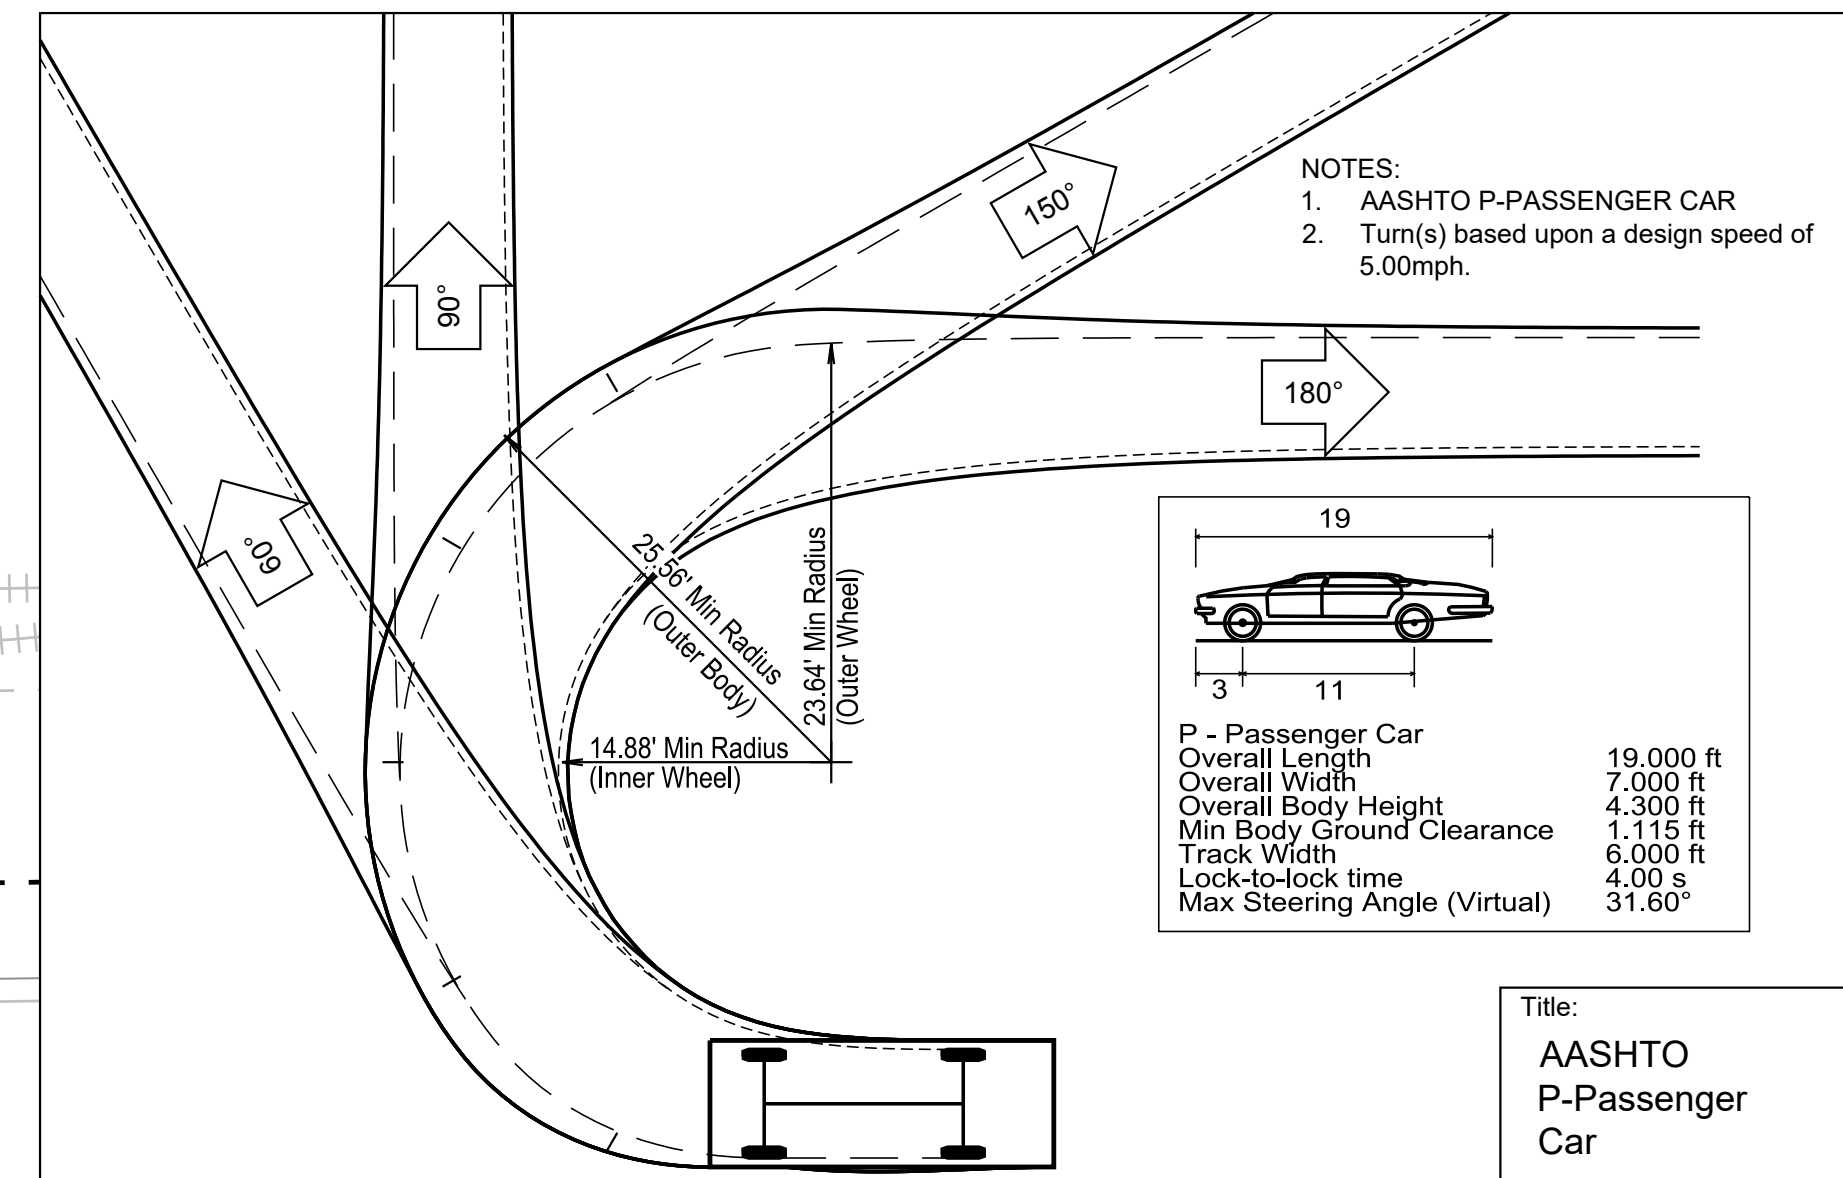 NOTES:
1. AASHTO P-PASSENGER CAR
2. Turn(s) based upon a design speed of
5.00mph.
150°
90°
180°
60°
25.56' Min Radius
(Outer Body)
23.64' Min Radius
(Outer Wheel)
14.88' Min Radius
(Inner Wheel)
19
3
11
P - Passenger Car
Overall Length 19.000 ft
Overall Width 7.000 ft
Overall Body Height 4.300 ft
Min Body Ground Clearance 1.115 ft
Track Width 6.000 ft
Lock-to-lock time 4.00 s
Max Steering Angle (Virtual) 31.60°
Title:
AASHTO
P-Passenger
Car